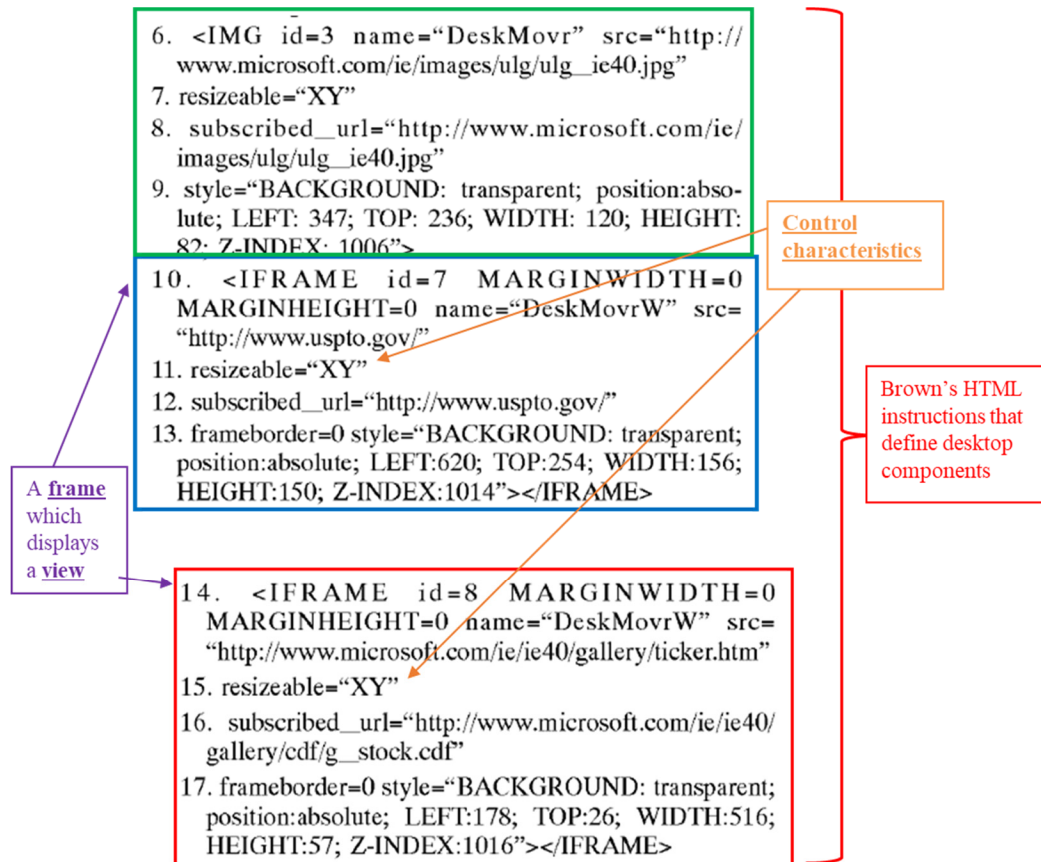 6. <IMG id=3 name=“DeskMovr” src=“http://
www.microsoft.com/ie/images/ulg/ulg__ie40.jpg”
7. resizeable=“XY”
8. subscribed__url=“http://www.microsoft.com/ie/
images/ulg/ulg__ie40.jpg”
9. style=“BACKGROUND: transparent; position:abso-
lute; LEFT: 347; TOP: 236; WIDTH: 120; HEIGHT:
82; Z-INDEX: 1006”>
Control
characteristics
10. <IFRAME id=7 MARGINWIDTH=0
MARGINHEIGHT=0 name=“DeskMovrW” src=
“http://www.uspto.gov/”
11. resizeable=“XY”
12. subscribed__url=“http://www.uspto.gov/”
13. frameborder=0 style=“BACKGROUND: transparent;
position:absolute; LEFT:620; TOP:254; WIDTH:156;
HEIGHT:150; Z-INDEX:1014”></IFRAME>
Brown’s HTML
instructions that
define desktop
components
A frame
which
displays
a view
14. <IFRAME id=8 MARGINWIDTH=0
MARGINHEIGHT=0 name=“DeskMovrW” src=
“http://www.microsoft.com/ie/ie40/gallery/ticker.htm”
15. resizeable=“XY”
16. subscribed__url=“http://www.microsoft.com/ie/ie40/
gallery/cdf/g__stock.cdf”
17. frameborder=0 style=“BACKGROUND: transparent;
position:absolute; LEFT:178; TOP:26; WIDTH:516;
HEIGHT:57; Z-INDEX:1016”></IFRAME>